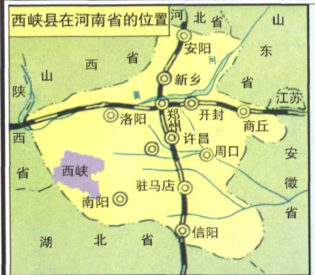 西峡县在河南省的位置
河北省
山东省
山西省
安阳
新乡
黄
河
陕西省
江苏
郑州
开封
洛阳
商丘
许昌
周口
安徽省
西峡
驻马店
南阳
湖北省
信阳